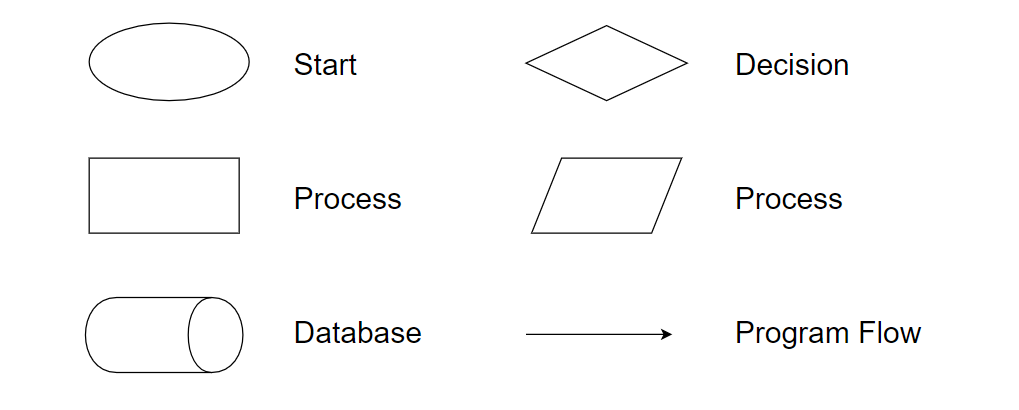 Start
Decision
Process
Process
Database
Program Flow